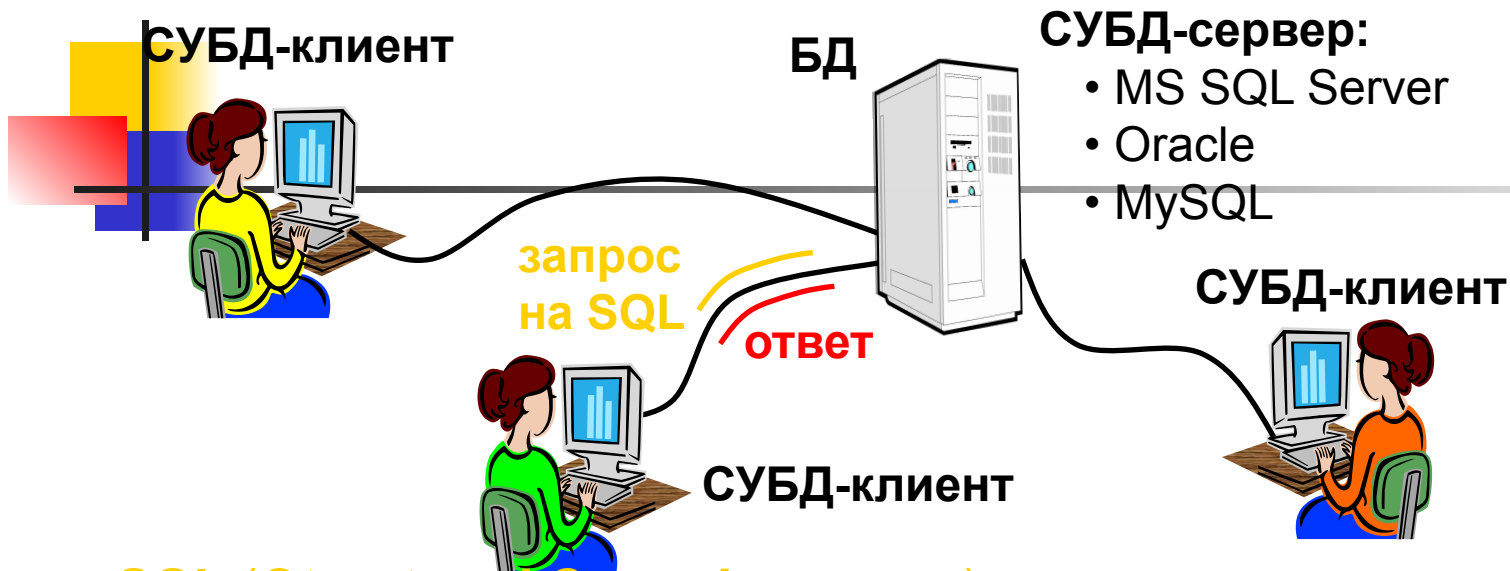 СУБД-клиент
БД
СУБД-сервер:
• MS SQL Server
• Oracle
• MySQL
запрос
на SQL
ответ
СУБД-клиент
СУБД-клиент